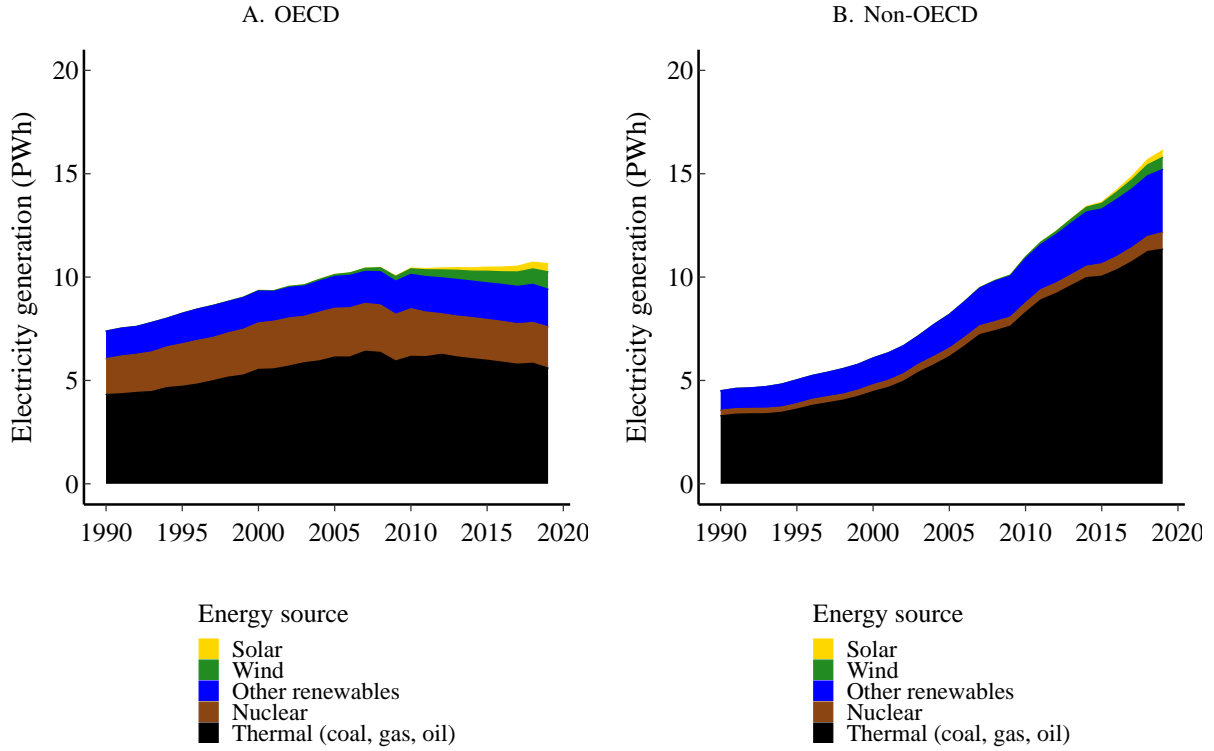 A. OECD
Electricity generation (PWh)
20
15
10
5
0
1990 1995 2000 2005 2010 2015 2020
Energy source
Solar
Wind
Other renewables
Nuclear
Thermal (coal, gas, oil)
B. Non-OECD
Electricity generation (PWh)
20
15
10
5
0
1990 1995 2000 2005 2010 2015 2020
Energy source
Solar
Wind
Other renewables
Nuclear
Thermal (coal, gas, oil)